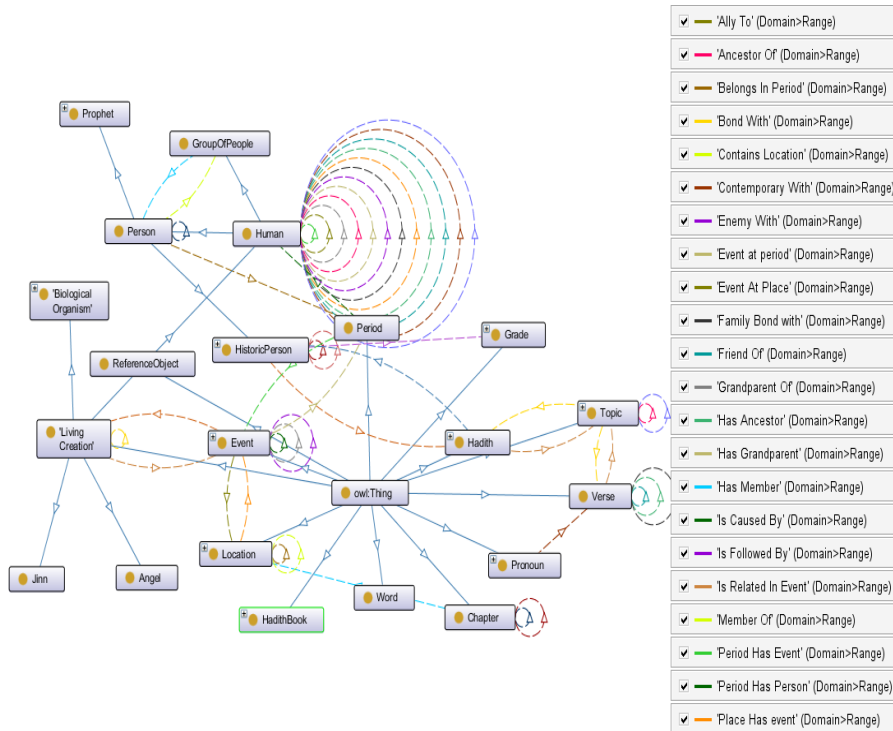 Prophet
GroupOfPeople
Person
Human
'Biological
Organism'
Period
HistoricPerson
Grade
ReferenceObject
Topic
'Living
Creation'
Event
Hadith
owl:Thing
Verse
Location
Pronoun
Jinn
Angel
Word
HadithBook
Chapter
'Ally To' (Domain>Range)
'Ancestor Of' (Domain>Range)
'Belongs In Period' (Domain>Range)
'Bond With' (Domain>Range)
'Contains Location' (Domain>Range)
'Contemporary With' (Domain>Range)
'Enemy With' (Domain>Range)
'Event at period' (Domain>Range)
'Event At Place' (Domain>Range)
'Family Bond with' (Domain>Range)
'Friend Of' (Domain>Range)
'Grandparent Of' (Domain>Range)
'Has Ancestor' (Domain>Range)
'Has Grandparent' (Domain>Range)
'Has Member' (Domain>Range)
'Is Caused By' (Domain>Range)
'Is Followed By' (Domain>Range)
'Is Related In Event' (Domain>Range)
'Member Of' (Domain>Range)
'Period Has Event' (Domain>Range)
'Period Has Person' (Domain>Range)
'Place Has event' (Domain>Range)